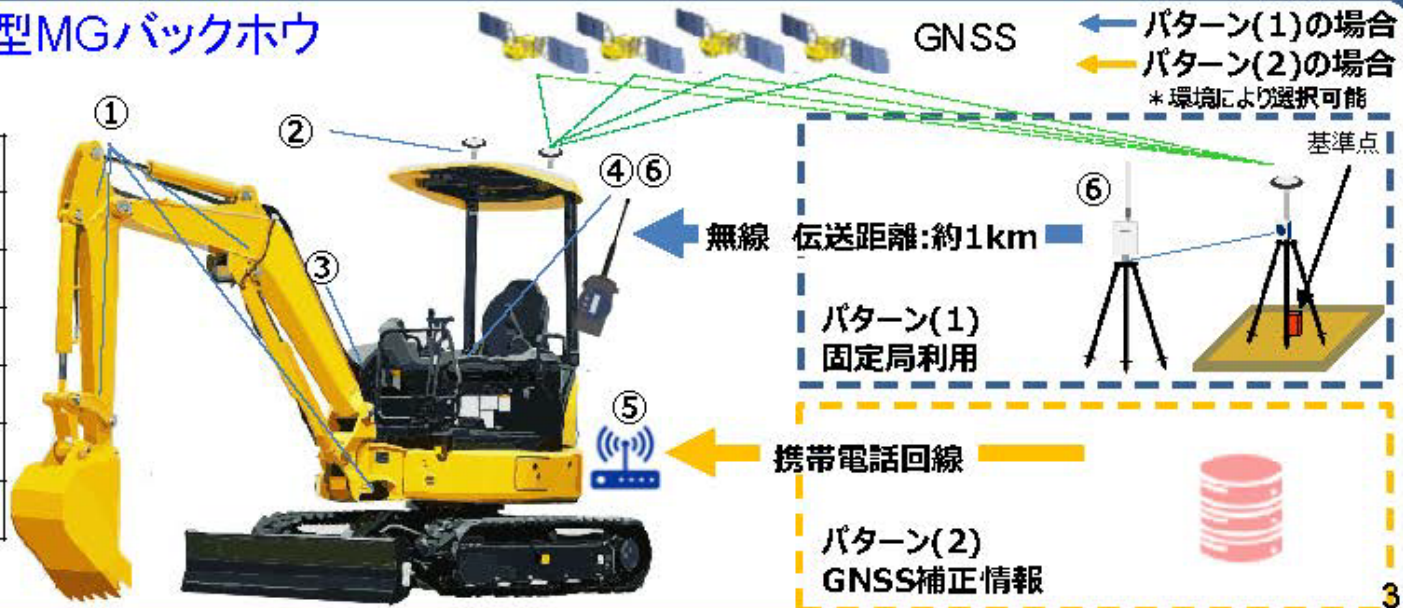 型MGバックホウ
GNSS
パターン(1)の場合
パターン(2)の場合
＊環境により選択可能
①
②
④⑥
③
⑤
無線 伝送距離:約1km
⑥
基準点
パターン(1)
固定局利用
携帯電話回線
パターン(2)
GNSS補正情報
3